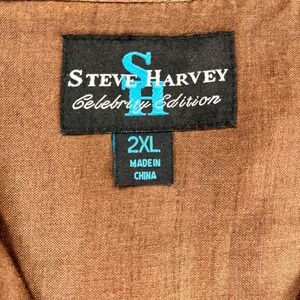 SH
STEVE HARVEY
Celebrity Edition
2XL
MADE IN
CHINA